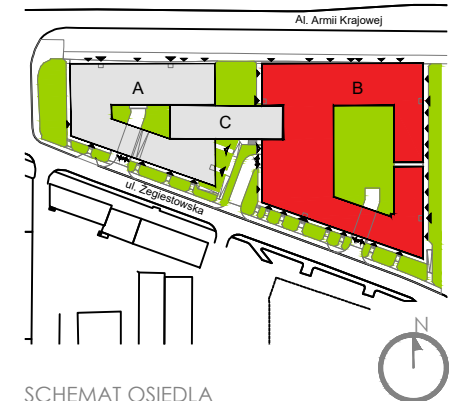 Al. Armii Krajowej
A
B
C
ul. Żegiestowska
N
SCHEMAT OSIEDLA